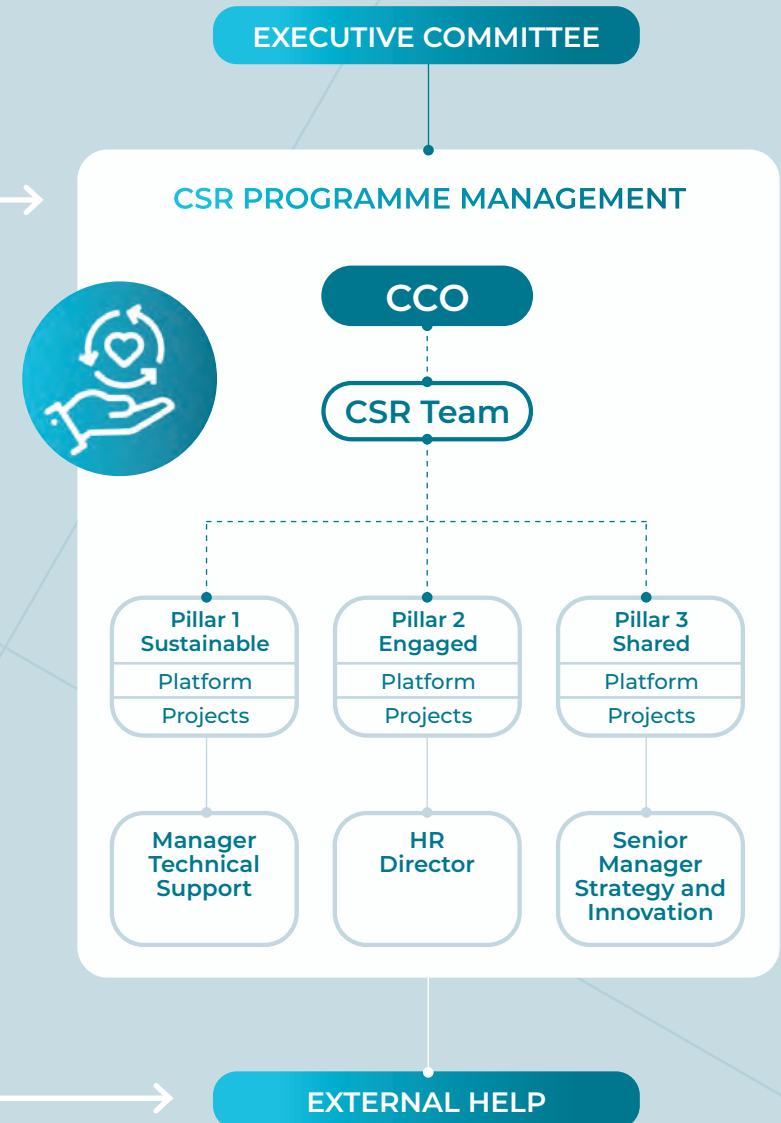 EXECUTIVE COMMITTEE
CSR PROGRAMME MANAGEMENT
CCO
CSR Team
Pillar 1
Sustainable
Platform
Projects
Pillar 2
Engaged
Platform
Projects
Pillar 3
Shared
Platform
Projects
Manager
Technical
Support
HR
Director
Senior
Manager
Strategy and
Innovation
EXTERNAL HELP